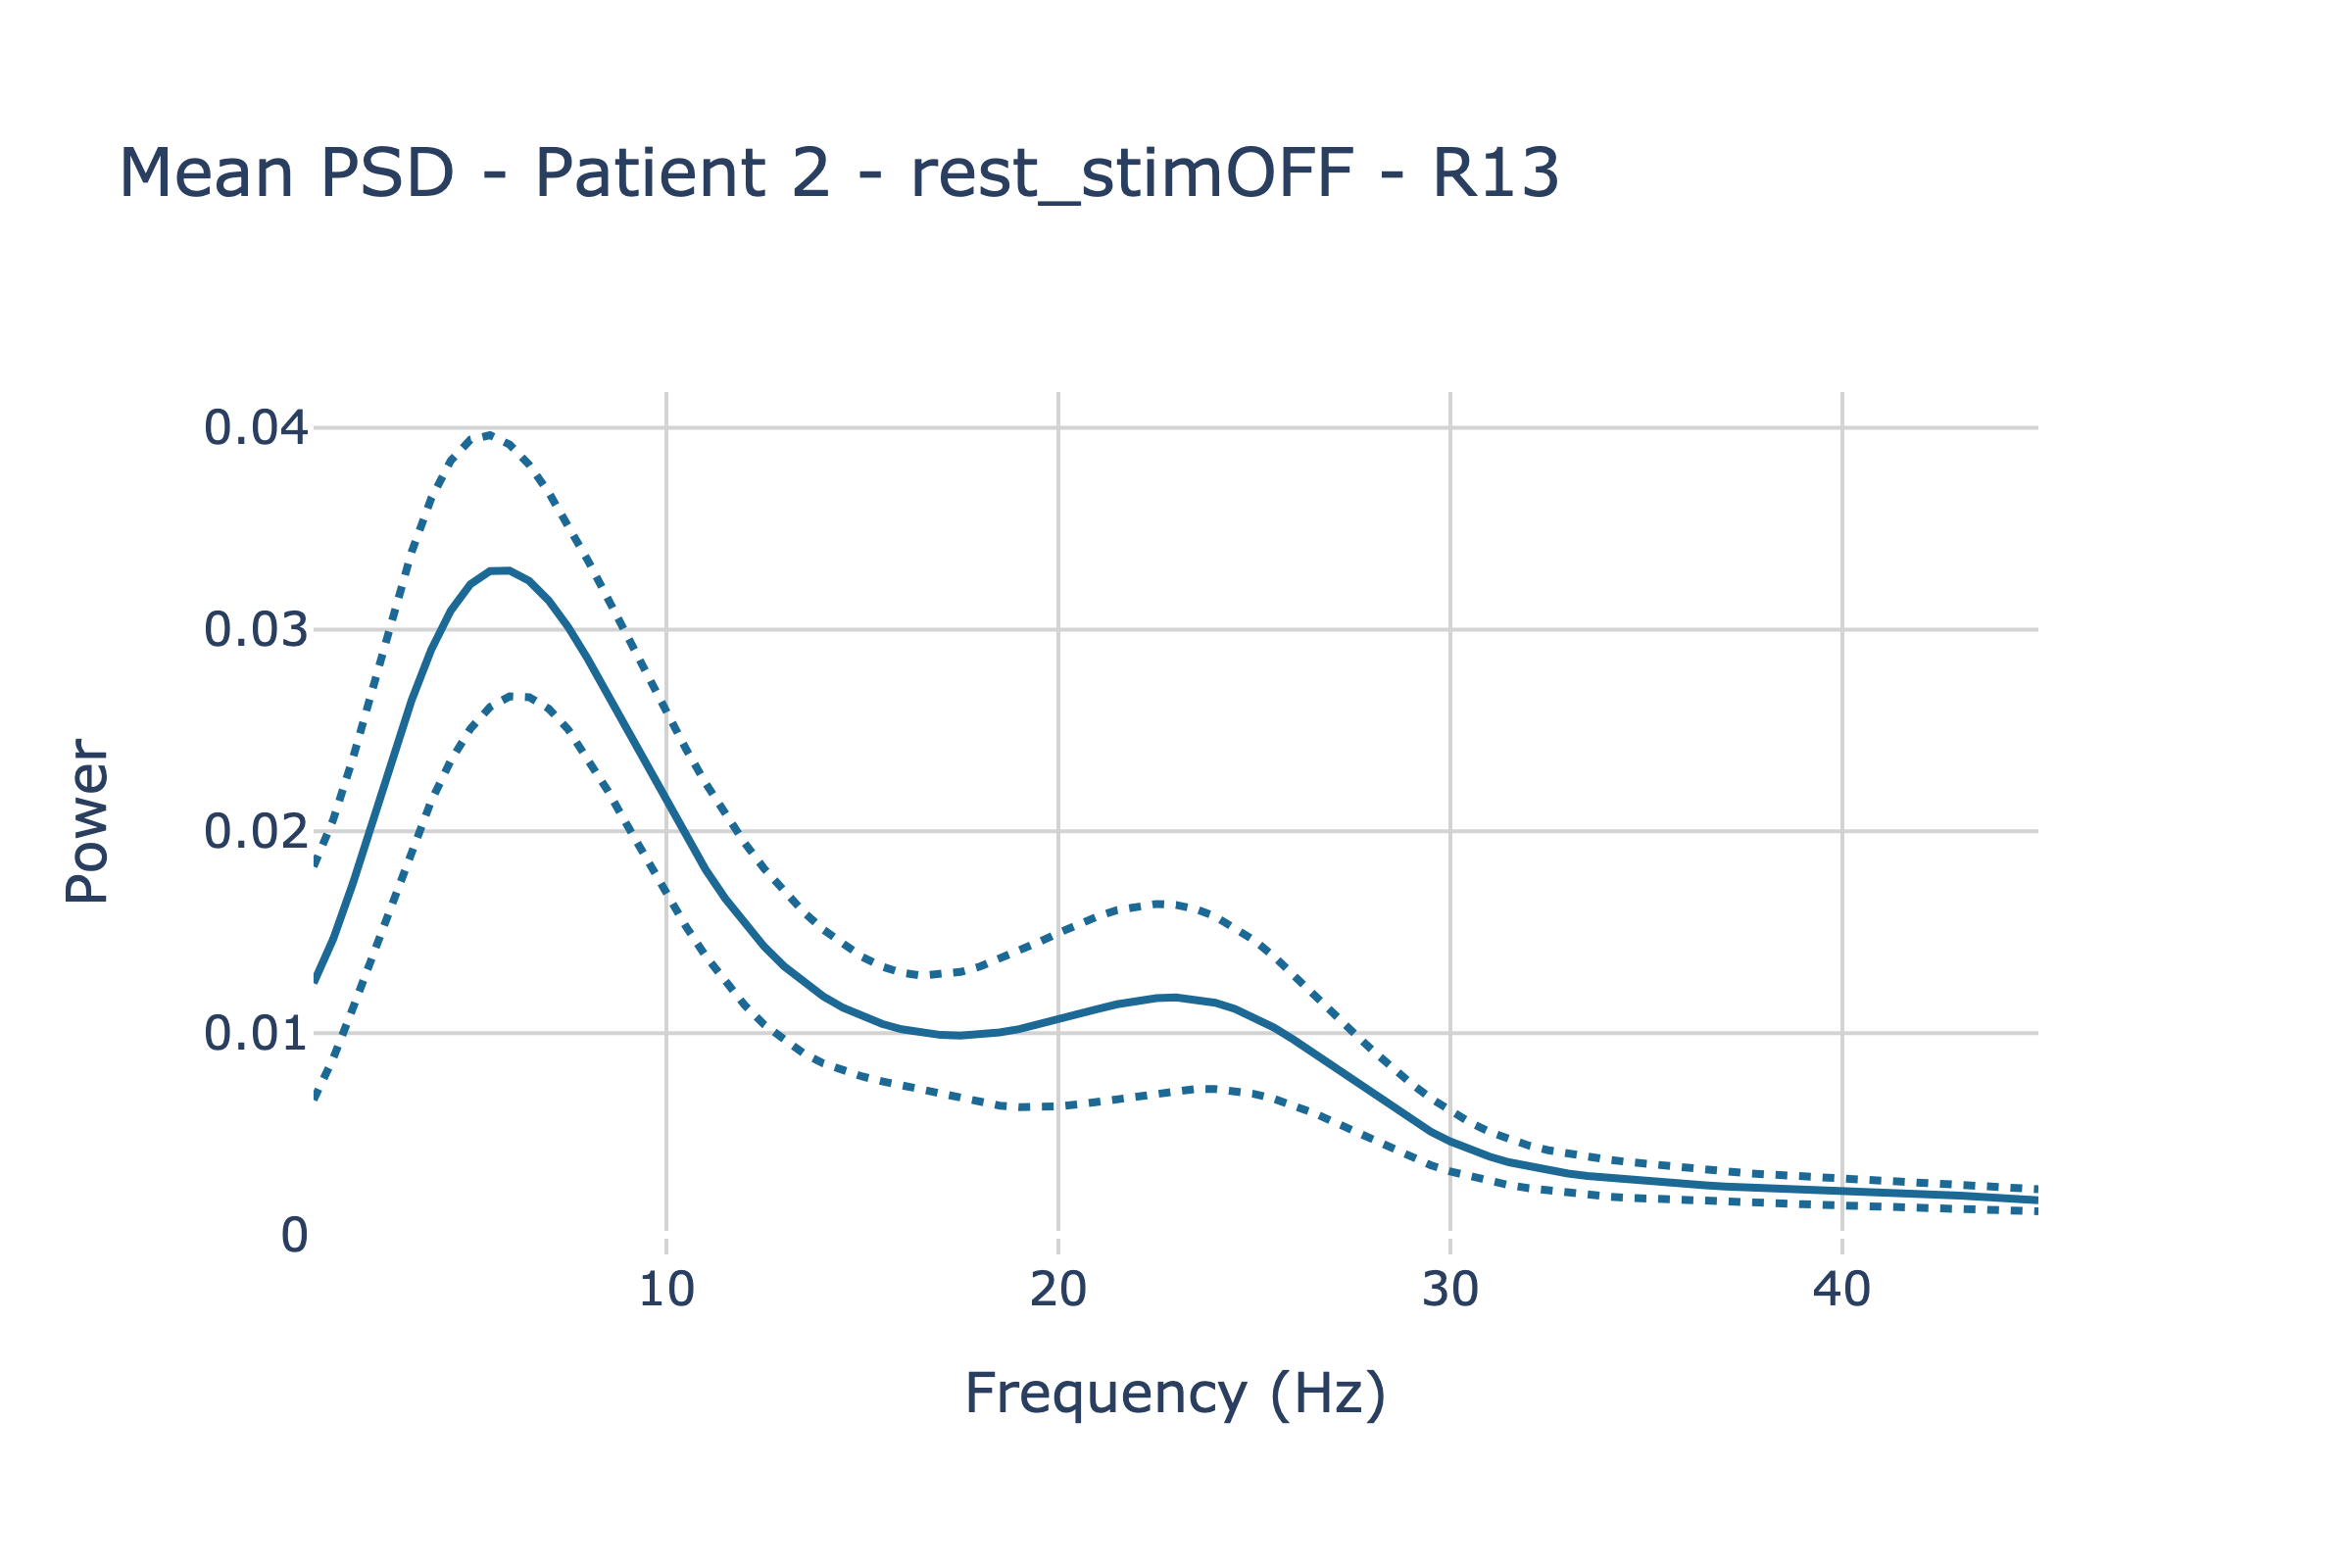 Mean PSD - Patient 2 - rest_stimOFF - R13
0.04
0.03
0.02
0.01
0
Power
10 20 30 40
Frequency (Hz)